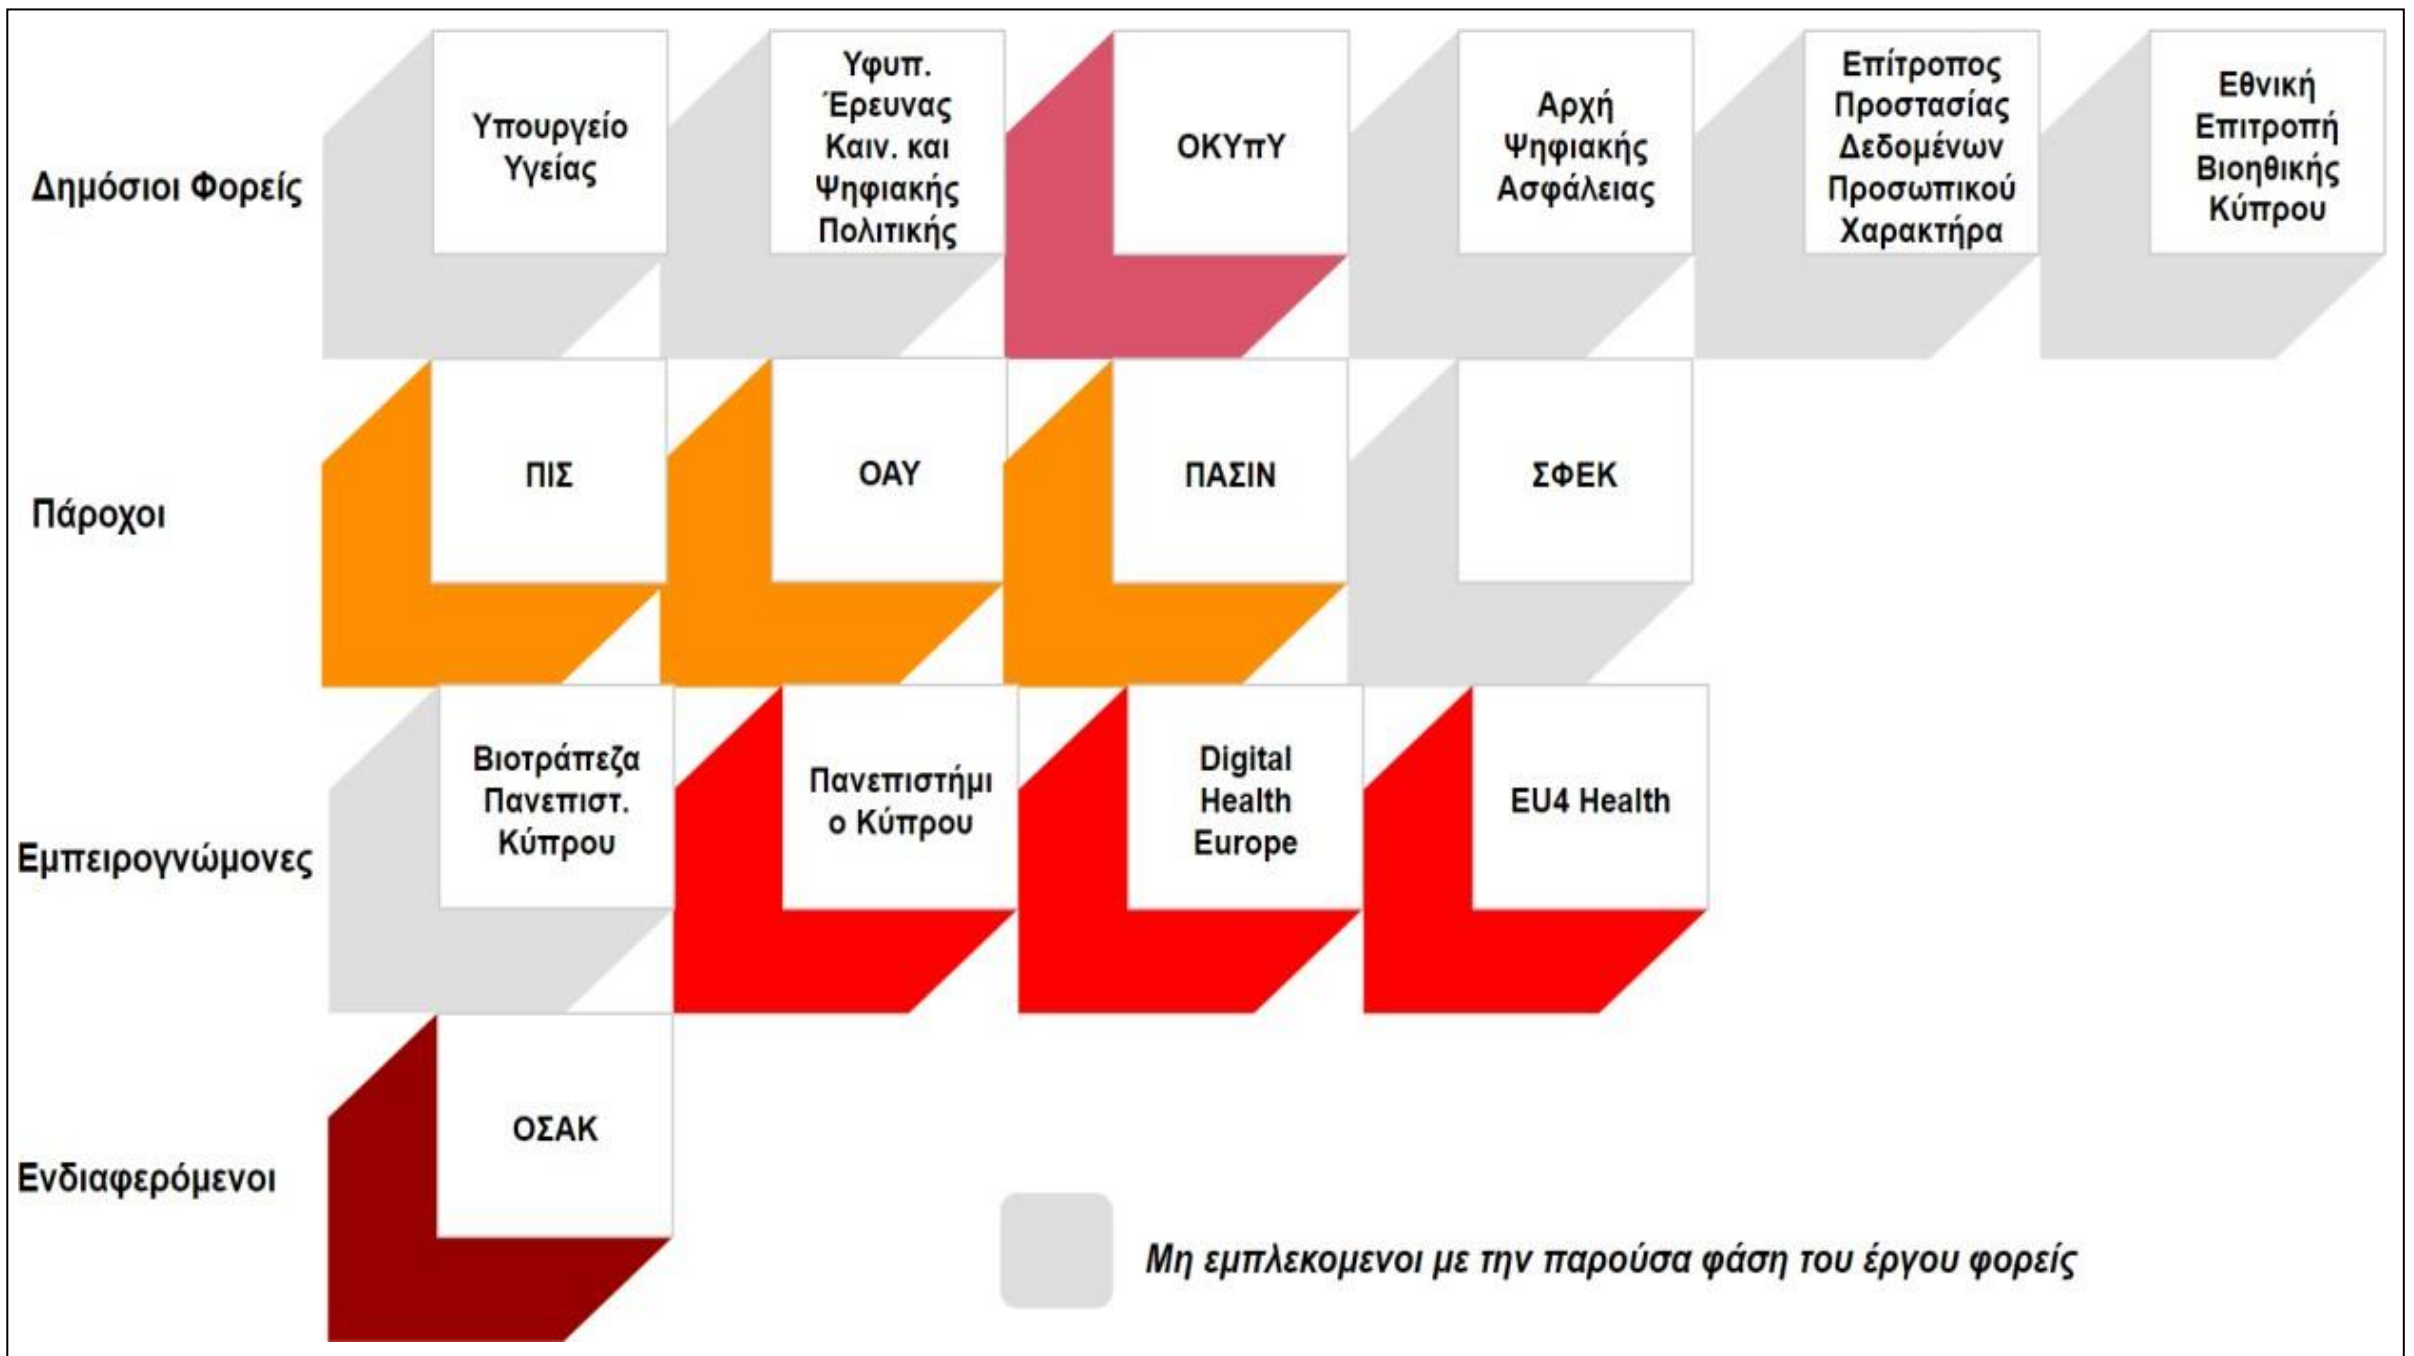 Δημόσιοι Φορείς
Υπουργείο
Υγείας
Υφυπ.
Έρευνας
Καιν. και
Ψηφιακής
Πολιτικής
ΟΚΥπΥ
Αρχή
Ψηφιακής
Ασφάλειας
Επίτροπος
Προστασίας
Δεδομένων
Προσωπικού
Χαρακτήρα
Εθνική
Επιτροπή
Βιοηθικής
Κύπρου
Πάροχοι
ΠΙΣ
ΟΑΥ
ΠΑΣΙΝ
ΣΦΕΚ
Εμπειρογνώμονες
Βιοτράπεζα
Πανεπιστ.
Κύπρου
Πανεπιστήμι
ο Κύπρου
Digital
Health
Europe
EU4 Health
Ενδιαφερόμενοι
ΟΣΑΚ
Μη εμπλεκομενοι με την παρούσα φάση του έργου φορείς